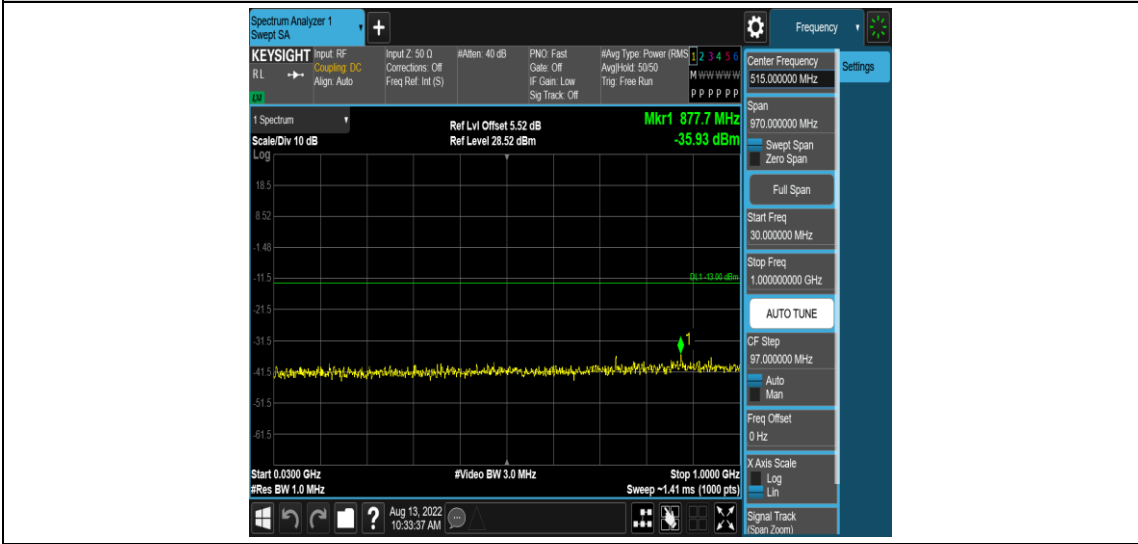 Spectrum Analyzer 1
Swept SA
+
Frequency
KEYSIGHT
RL
Input: RF
Coupling: DC
Align: Auto
Input Z: 50 Ω
Corrections: Off
Freq Ref: Int (S)
#Atten: 40 dB
PNO: Fast
Gate: Off
IF Gain: Low
Sig Track: Off
#Avg Type: Power (RMS
Avg|Hold: 50/50
Trig: Free Run
1 2 3 4 5 6
M W W W W W
P P P P P P
1 Spectrum
Scale/Div 10 dB
Log
Ref Lvl Offset 5.52 dB
Ref Level 28.52 dBm
Mkr1 877.7 MHz
-35.93 dBm
18.5
8.52
-1.48
-11.5
DL1 -13.00 dBm
-21.5
-31.5
1
-41.5
-51.5
-61.5
Start 0.0300 GHz
#Res BW 1.0 MHz
#Video BW 3.0 MHz
Stop 1.0000 GHz
Sweep ~1.41 ms (1000 pts)
?
Aug 13, 2022
10:33:37 AM
Center Frequency
515.000000 MHz
Settings
Span
970.000000 MHz
Swept Span
Zero Span
Full Span
Start Freq
30.000000 MHz
Stop Freq
1.000000000 GHz
AUTO TUNE
CF Step
97.000000 MHz
Auto
Man
Freq Offset
0 Hz
X Axis Scale
Log
Lin
Signal Track
(Span Zoom)